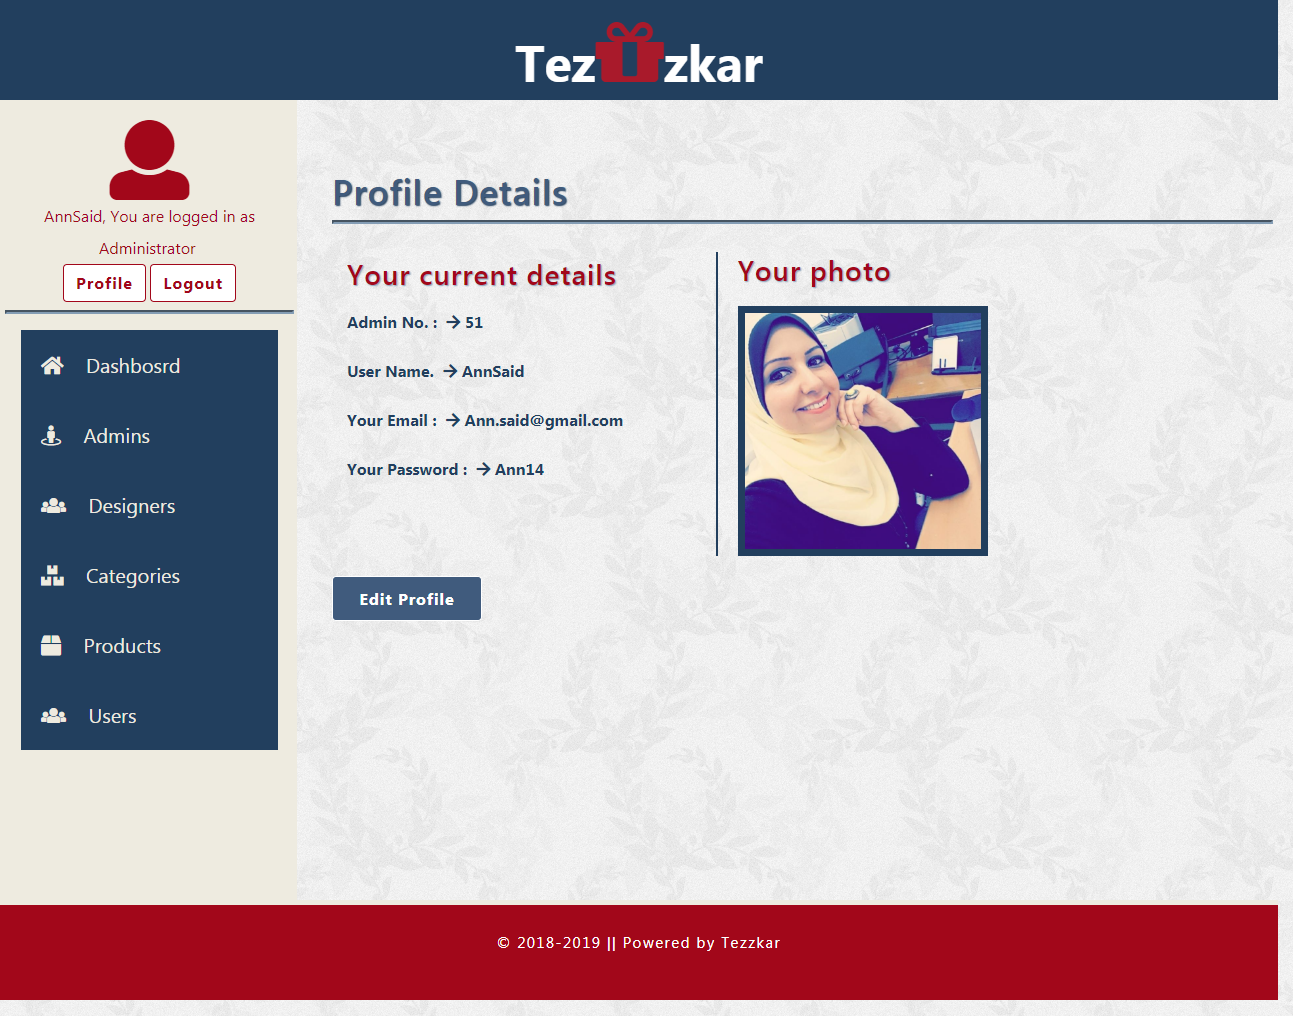 Tezzkar
AnnSaid, You are logged in as
Administrator
Profile Logout
Dashbosrd
Admins
Designers
Categories
Products
Users
Profile Details
Your current details
Admin No. : → 51
User Name. → AnnSaid
Your Email : → Ann.said@gmail.com
Your Password : → Ann14
Your photo
Edit Profile
© 2018-2019 || Powered by Tezzkar